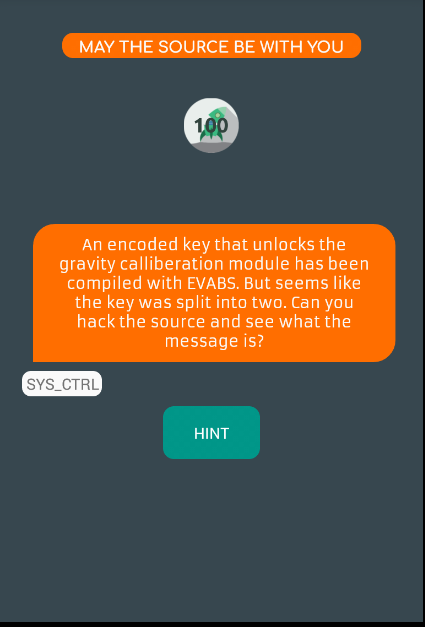 MAY THE SOURCE BE WITH YOU
100
An encoded key that unlocks the
gravity calliberation module has been
compiled with EVABS. But seems like
the key was split into two. Can you
hack the source and see what the
message is?
SYS_CTRL
HINT